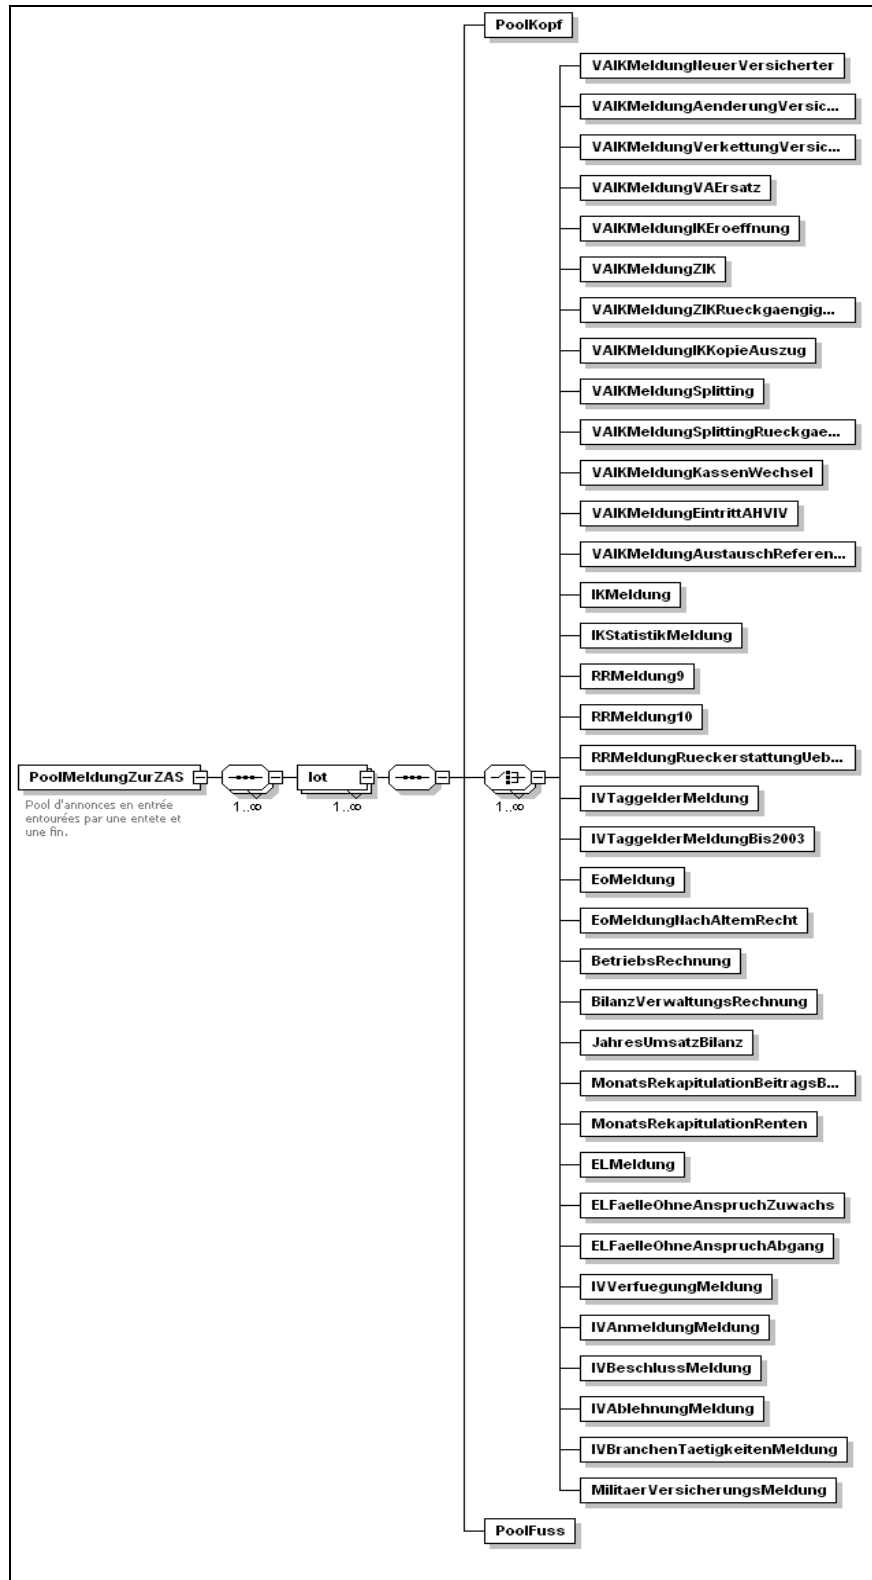 PoolKopf
VAIKMeldungNeuerVersicherter
VAIKMeldungAenderungVersic...
VAIKMeldungVerkettungVersic...
VAIKMeldungVAErsatz
VAIKMeldungIKEroeffnung
VAIKMeldungZIK
VAIKMeldungZIKRueckgaengig...
VAIKMeldungIKKopieAuszug
VAIKMeldungSplitting
VAIKMeldungSplittingRueckgae...
VAIKMeldungKassenWechsel
VAIKMeldungEintrittAHVIV
VAIKMeldungAustauschReferen...
IKMeldung
IKStatistikMeldung
RRMeldung9
RRMeldung10
RRMeldungRueckerstattungUeb...
PoolMeldungZurZAS
lot
1..∞
1..∞
1..∞
Pool d'annonces en entrée
entourées par une entete et
une fin.
IVTaggelderMeldung
IVTaggelderMeldungBis2003
EoMeldung
EoMeldungNachAltemRecht
BetriebsRechnung
BilanzVerwaltungsRechnung
JahresUmsatzBilanz
MonatsRekapitulationBeitragsB...
MonatsRekapitulationRenten
ELMeldung
ELFaelleOhneAnspruchZuwachs
ELFaelleOhneAnspruchAbgang
IVVerfuegungMeldung
IVAnmeldungMeldung
IVBeschlussMeldung
IVAblehnungMeldung
IVBranchenTaetigkeitenMeldung
MilitaerVersicherungsMeldung
PoolFuss